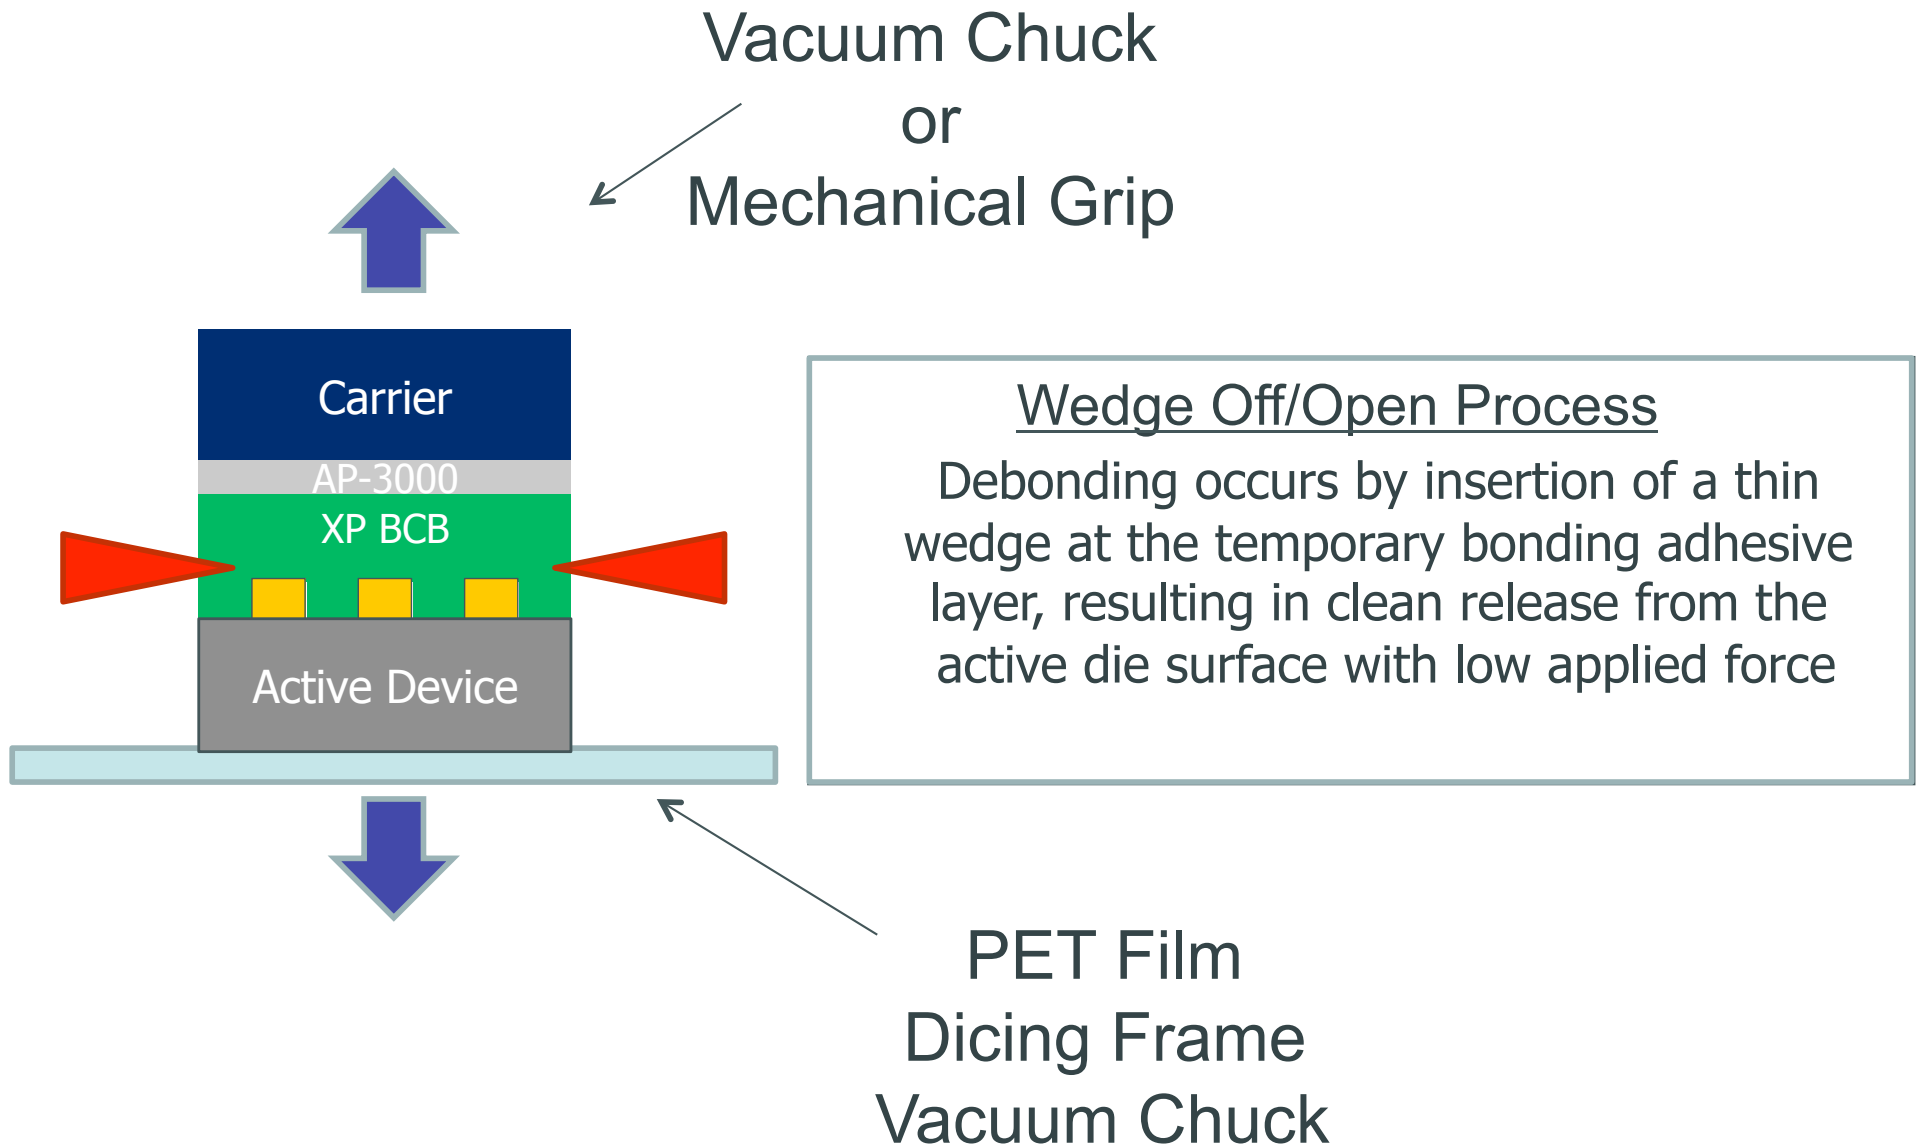 Vacuum Chuck
or
Mechanical Grip
Carrier
AP-3000
XP BCB
Active Device
Wedge Off/Open Process
Debonding occurs by insertion of a thin
wedge at the temporary bonding adhesive
layer, resulting in clean release from the
active die surface with low applied force
PET Film
Dicing Frame
Vacuum Chuck